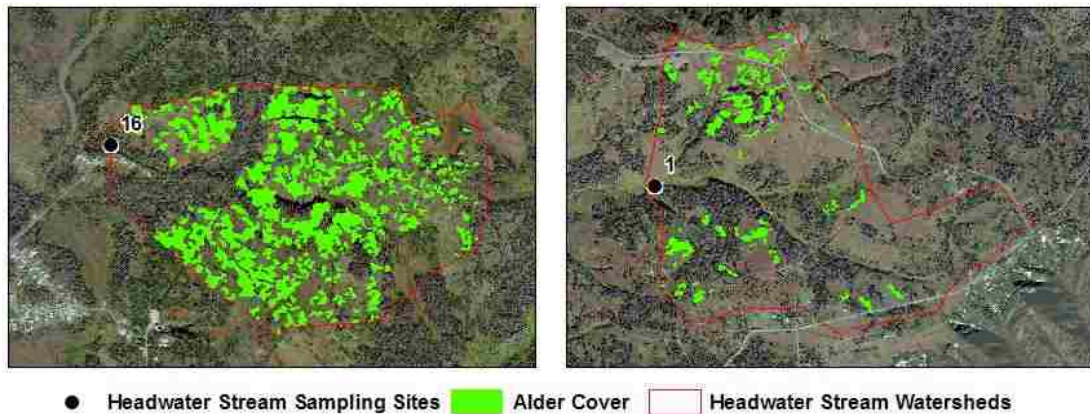 16
1
Headwater Stream Sampling Sites
Alder Cover
Headwater Stream Watersheds